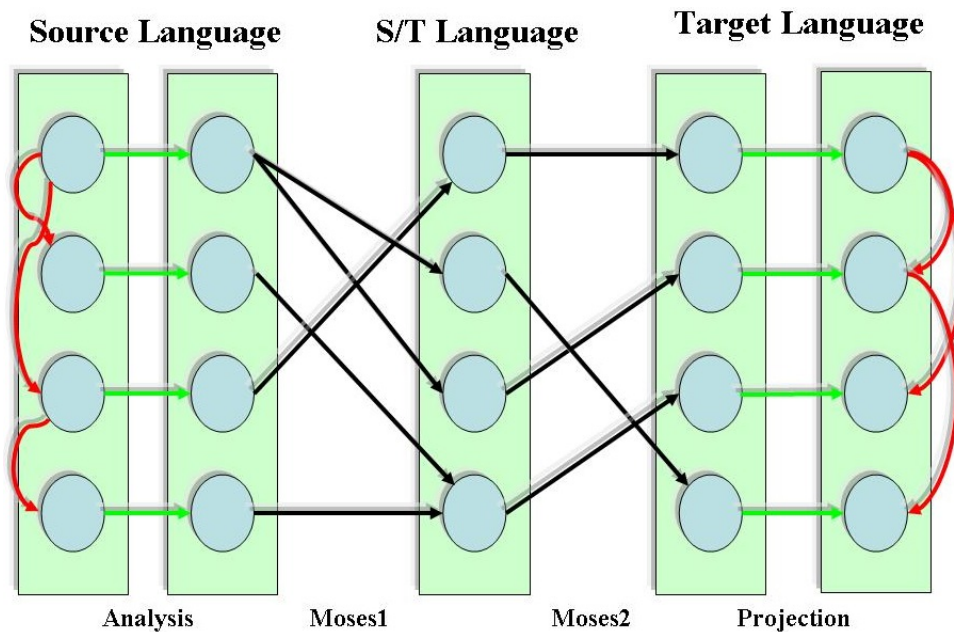 Source Language
S/T Language
Target Language
Analysis
Moses1
Moses2
Projection